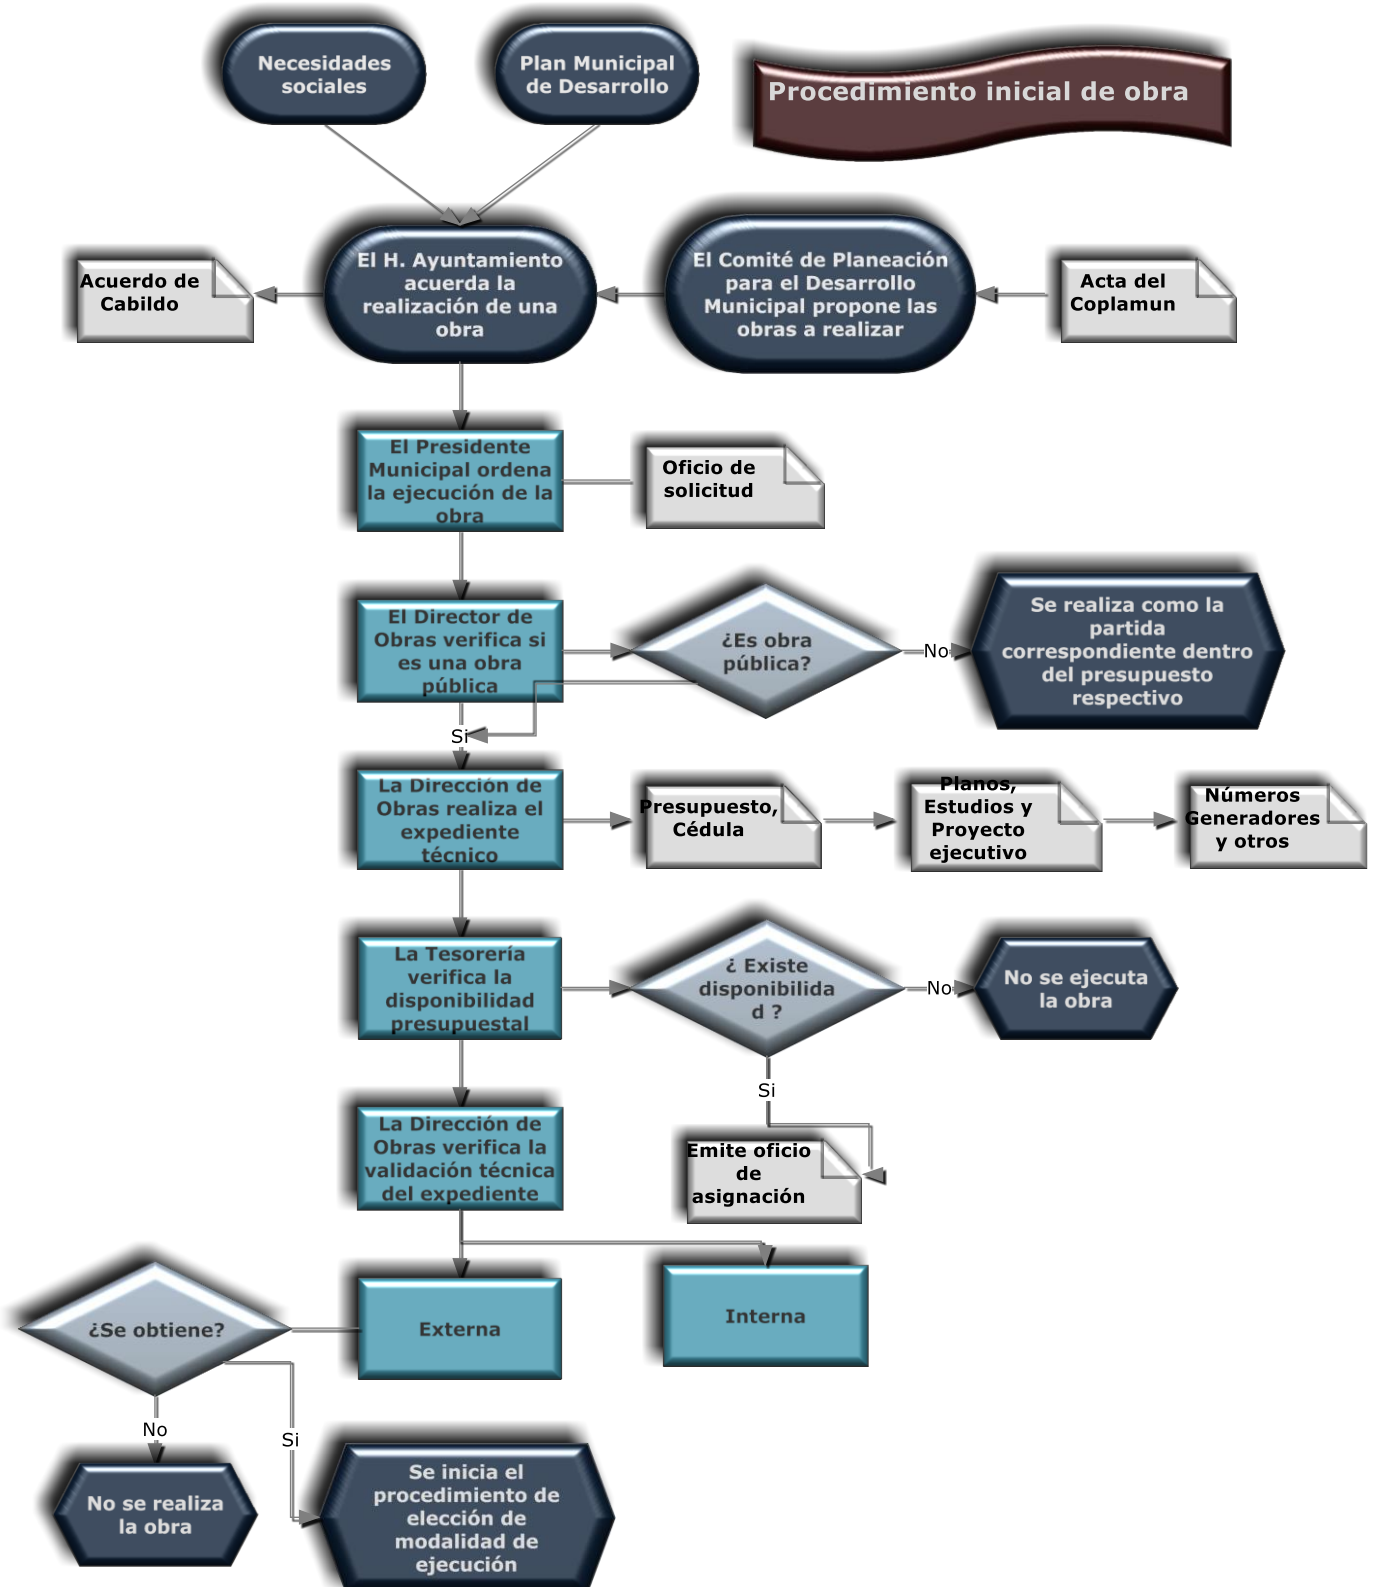 Necesidades
sociales
Plan Municipal
de Desarrollo
Procedimiento inicial de obra
Acuerdo de
Cabildo
El H. Ayuntamiento
acuerda la
realización de una
obra
El Comité de Planeación
para el Desarrollo
Municipal propone las
obras a realizar
Acta del
Coplamun
El Presidente
Municipal ordena
la ejecución de la
obra
Oficio de
solicitud
El Director de
Obras verifica si
es una obra
pública
¿Es obra
pública?
No
Se realiza como la
partida
correspondiente dentro
del presupuesto
respectivo
Si
La Dirección de
Obras realiza el
expediente
técnico
Presupuesto,
Cédula
Planos,
Estudios y
Proyecto
ejecutivo
Números
Generadores
y otros
La Tesorería
verifica la
disponibilidad
presupuestal
¿ Existe
disponibilida
d ?
No
No se ejecuta
la obra
Si
La Dirección de
Obras verifica la
validación técnica
del expediente
Emite oficio
de
asignación
¿Se obtiene?
Externa
Interna
No
Si
No se realiza
la obra
Se inicia el
procedimiento de
elección de
modalidad de
ejecución